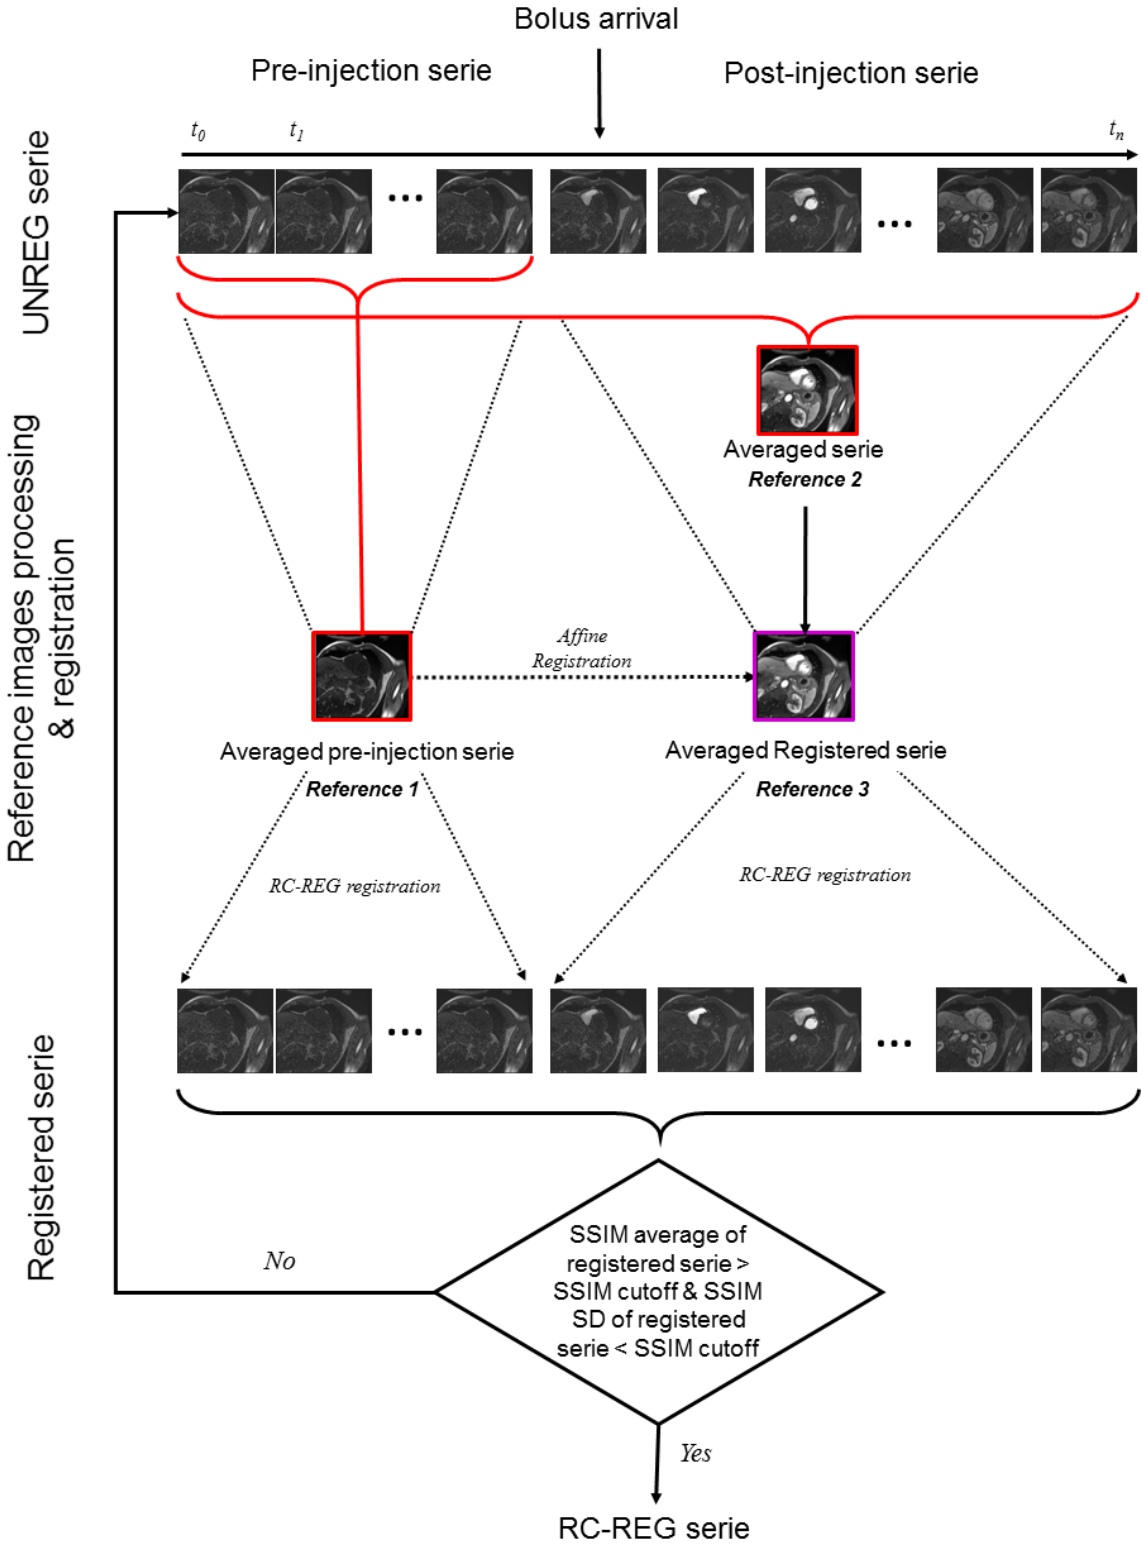 Bolus arrival
Pre-injection serie
Post-injection serie
t0
t1
tn
UNREG serie
Averaged serie
Reference 2
Reference images processing
& registration
Affine
Registration
Averaged pre-injection serie
Reference 1
Averaged Registered serie
Reference 3
RC-REG registration
RC-REG registration
Registered serie
SSIM average of
registered serie >
SSIM cutoff & SSIM
SD of registered
serie < SSIM cutoff
No
Yes
RC-REG serie